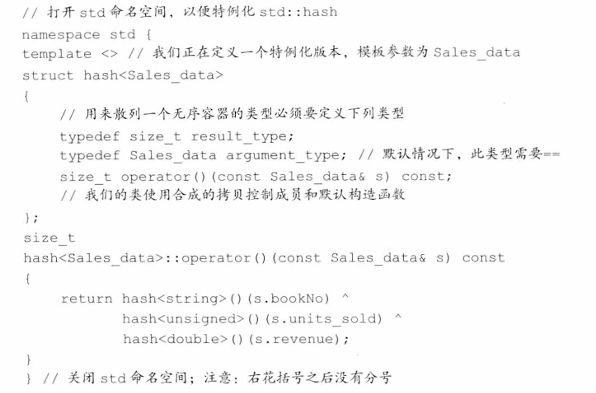 // 打开 std 命名空间，以便特例化 std::hash
namespace std {
template <> // 我们正在定义一个特例化版本，模板参数为 Sales_data
struct hash<Sales_data>
{
    // 用来散列一个无序容器的类型必须要定义下列类型
    typedef size_t result_type;
    typedef Sales_data argument_type; // 默认情况下，此类型需要==
    size_t operator()(const Sales_data& s) const;
    // 我们的类使用合成的拷贝控制成员和默认构造函数
};
size_t
hash<Sales_data>::operator()(const Sales_data& s) const
{
    return hash<string>()(s.bookNo) ^
           hash<unsigned>()(s.units_sold) ^
           hash<double>()(s.revenue);
}
} // 关闭 std 命名空间；注意：右花括号之后没有分号